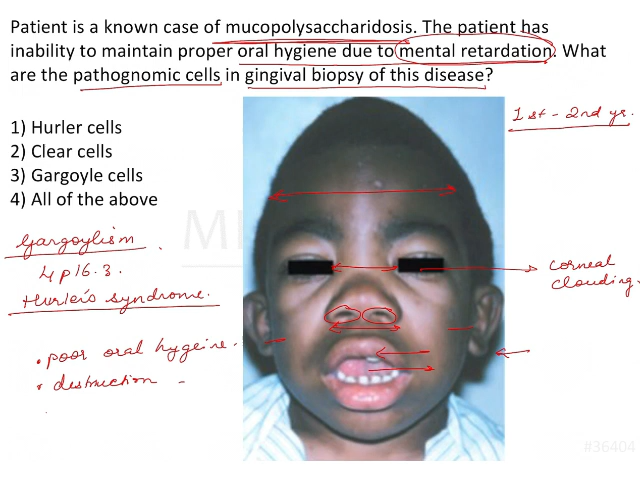 Patient is a known case of mucopolysaccharidosis. The patient has
inability to maintain proper oral hygiene due to mental retardation. What
are the pathognomic cells in gingival biopsy of this disease?
1) Hurler cells
2) Clear cells
3) Gargoyle cells
4) All of the above
1st - 2nd yr.
Gargoylism.
4p16.3.
Hurler's syndrome.
corneal
clouding.
• poor oral hygeine.
• destruction -
#36404